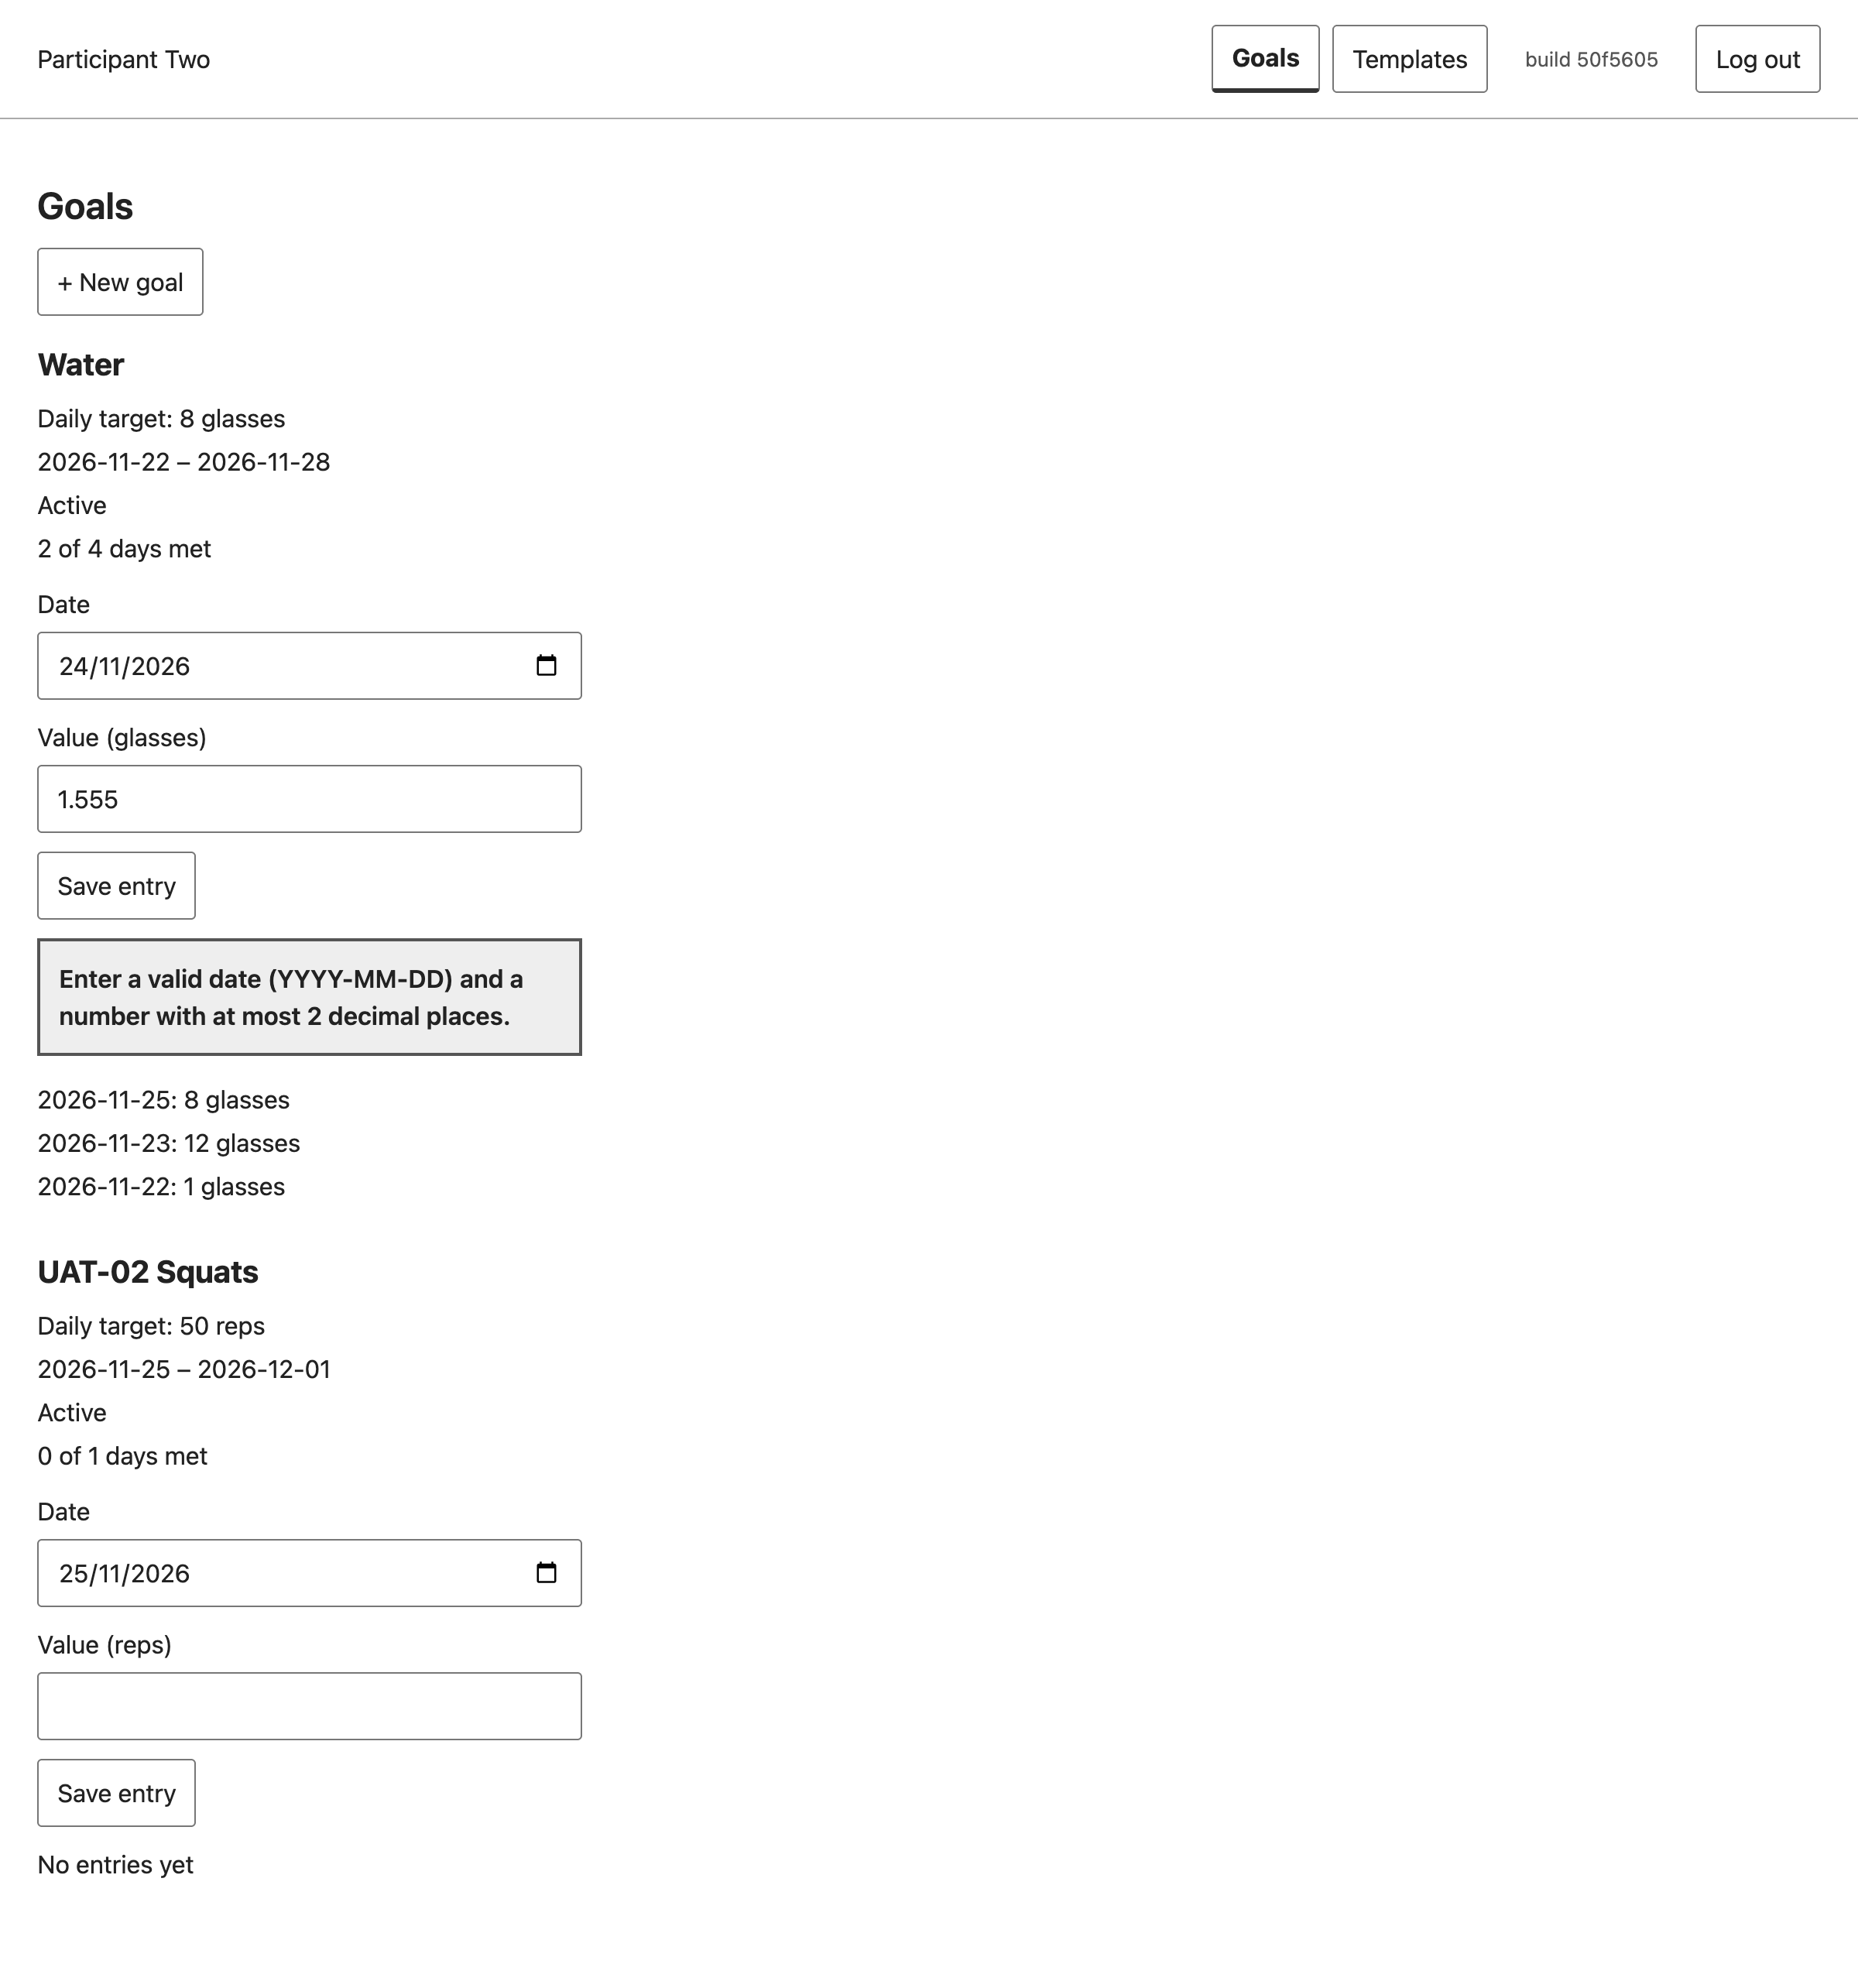 Participant Two
Goals
Templates
build 50f5605
Log out
Goals
+ New goal
Water
Daily target: 8 glasses
2026-11-22 – 2026-11-28
Active
2 of 4 days met
Date
24/11/2026
Value (glasses)
1.555
Save entry
Enter a valid date (YYYY-MM-DD) and a
number with at most 2 decimal places.
2026-11-25: 8 glasses
2026-11-23: 12 glasses
2026-11-22: 1 glasses
UAT-02 Squats
Daily target: 50 reps
2026-11-25 – 2026-12-01
Active
0 of 1 days met
Date
25/11/2026
Value (reps)
Save entry
No entries yet